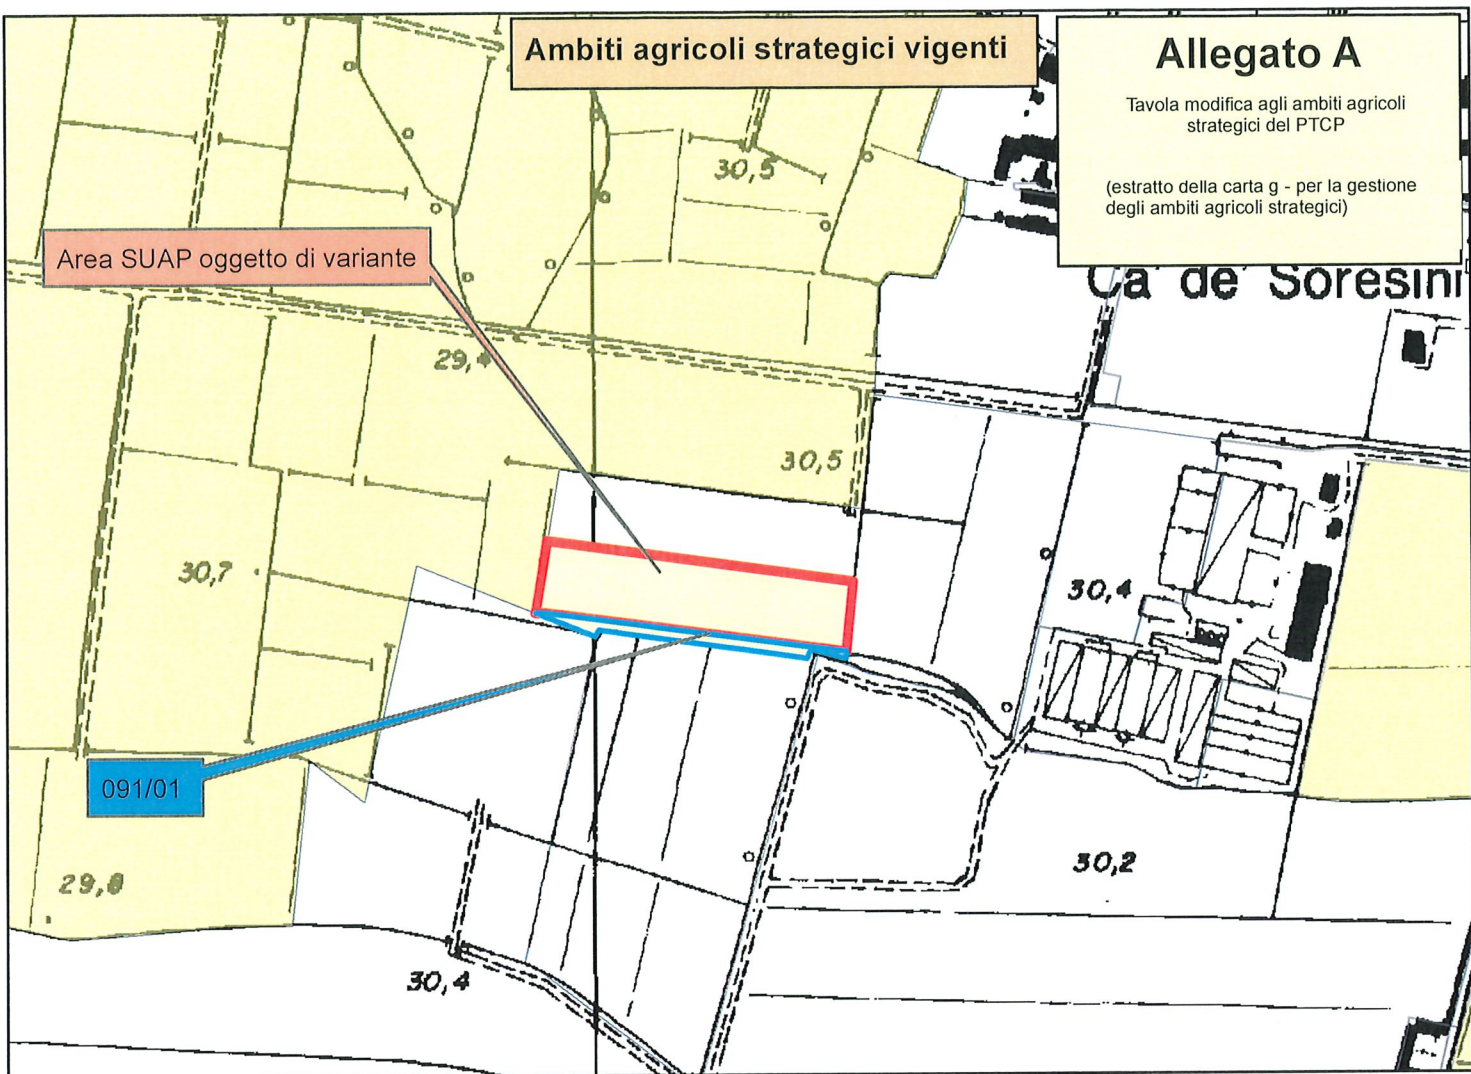 Ambiti agricoli strategici vigenti
Allegato A
Tavola modifica agli ambiti agricoli
strategici del PTCP
(estratto della carta g - per la gestione
degli ambiti agricoli strategici)
30,5
Area SUAP oggetto di variante
Ca' de' Soresini
29,4
30,5
30,7
30,4
091/01
29,8
30,2
30,4